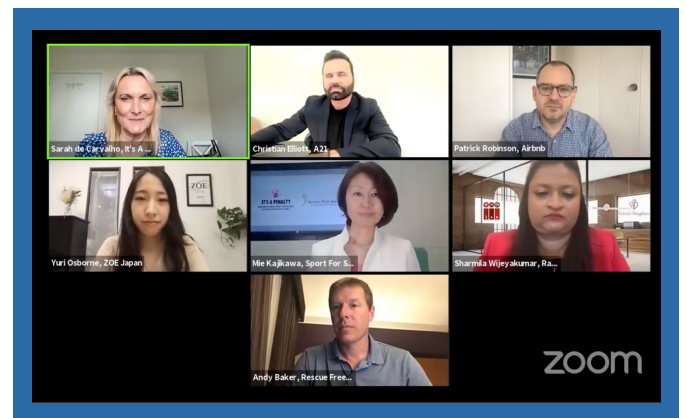 Sarah de Carvalho, It's A ...
Christian Elliott, A21
Patrick Robinson, Airbnb
ZOE
Yuri Osborne, ZOE Japan
IT'S A PENALTY
Mie Kajikawa, Sport For S...
Sharmila Wijeyakumar, Ra...
Andy Baker, Rescue Free...
zoom